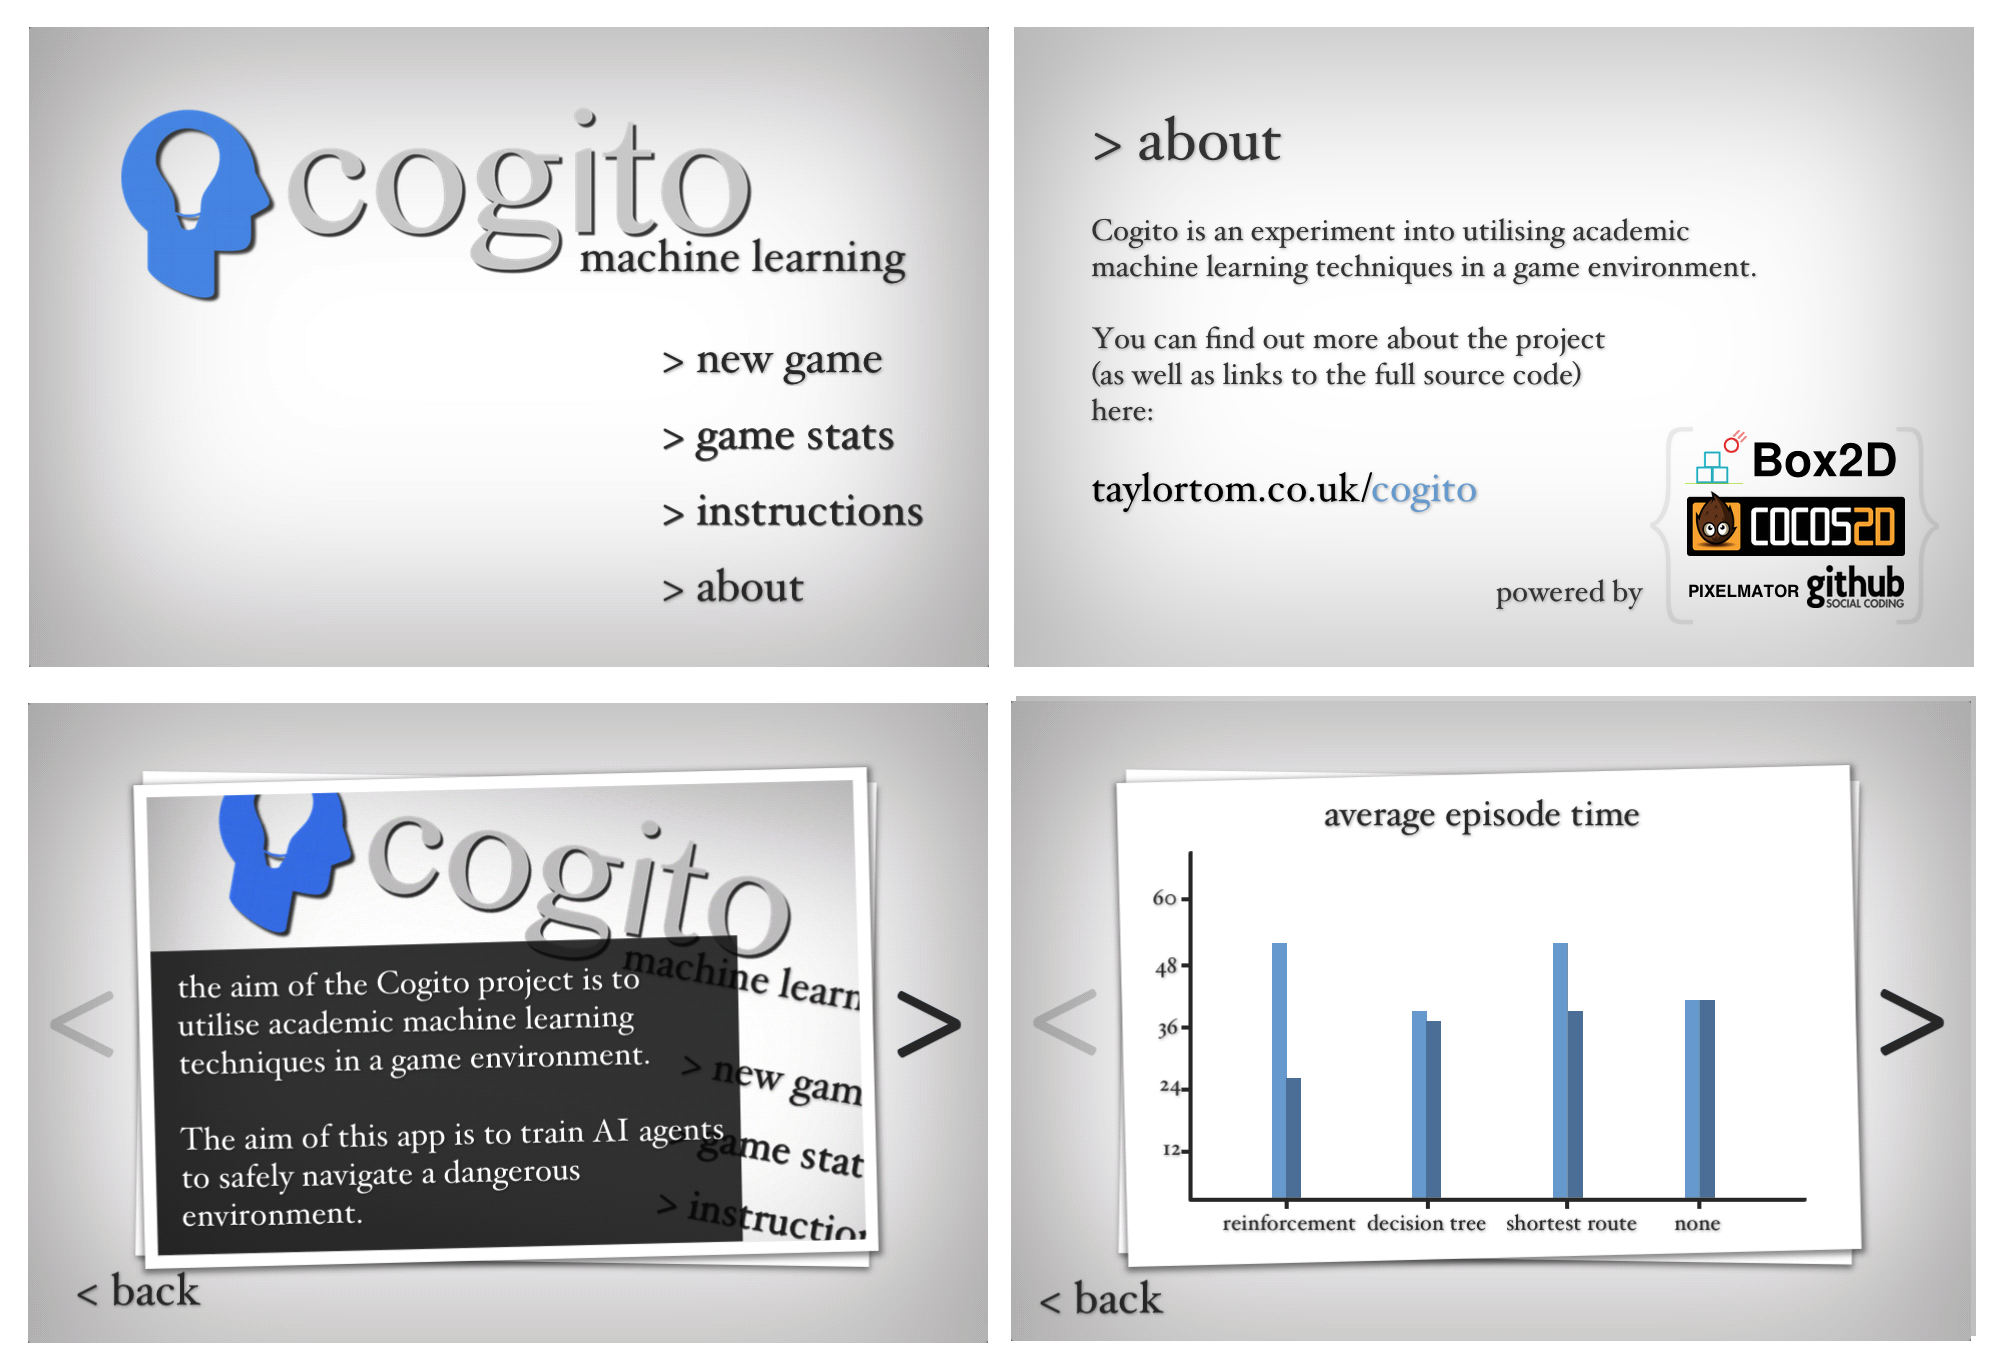 cogito
machine learning
> new game
> game stats
> instructions
> about
> about
Cogito is an experiment into utilising academic
machine learning techniques in a game environment.
You can find out more about the project
(as well as links to the full source code)
here:
taylortom.co.uk/cogito
powered by
Box2D
COCOS2D
PIXELMATOR github
SOCIAL CODING
cogito
machine learn
> new gam
> game stat
> instruction
the aim of the Cogito project is to
utilise academic machine learning
techniques in a game environment.
The aim of this app is to train AI agents
to safely navigate a dangerous
environment.
<
>
< back
average episode time
60
48
36
24
12
reinforcement decision tree shortest route none
<
>
< back